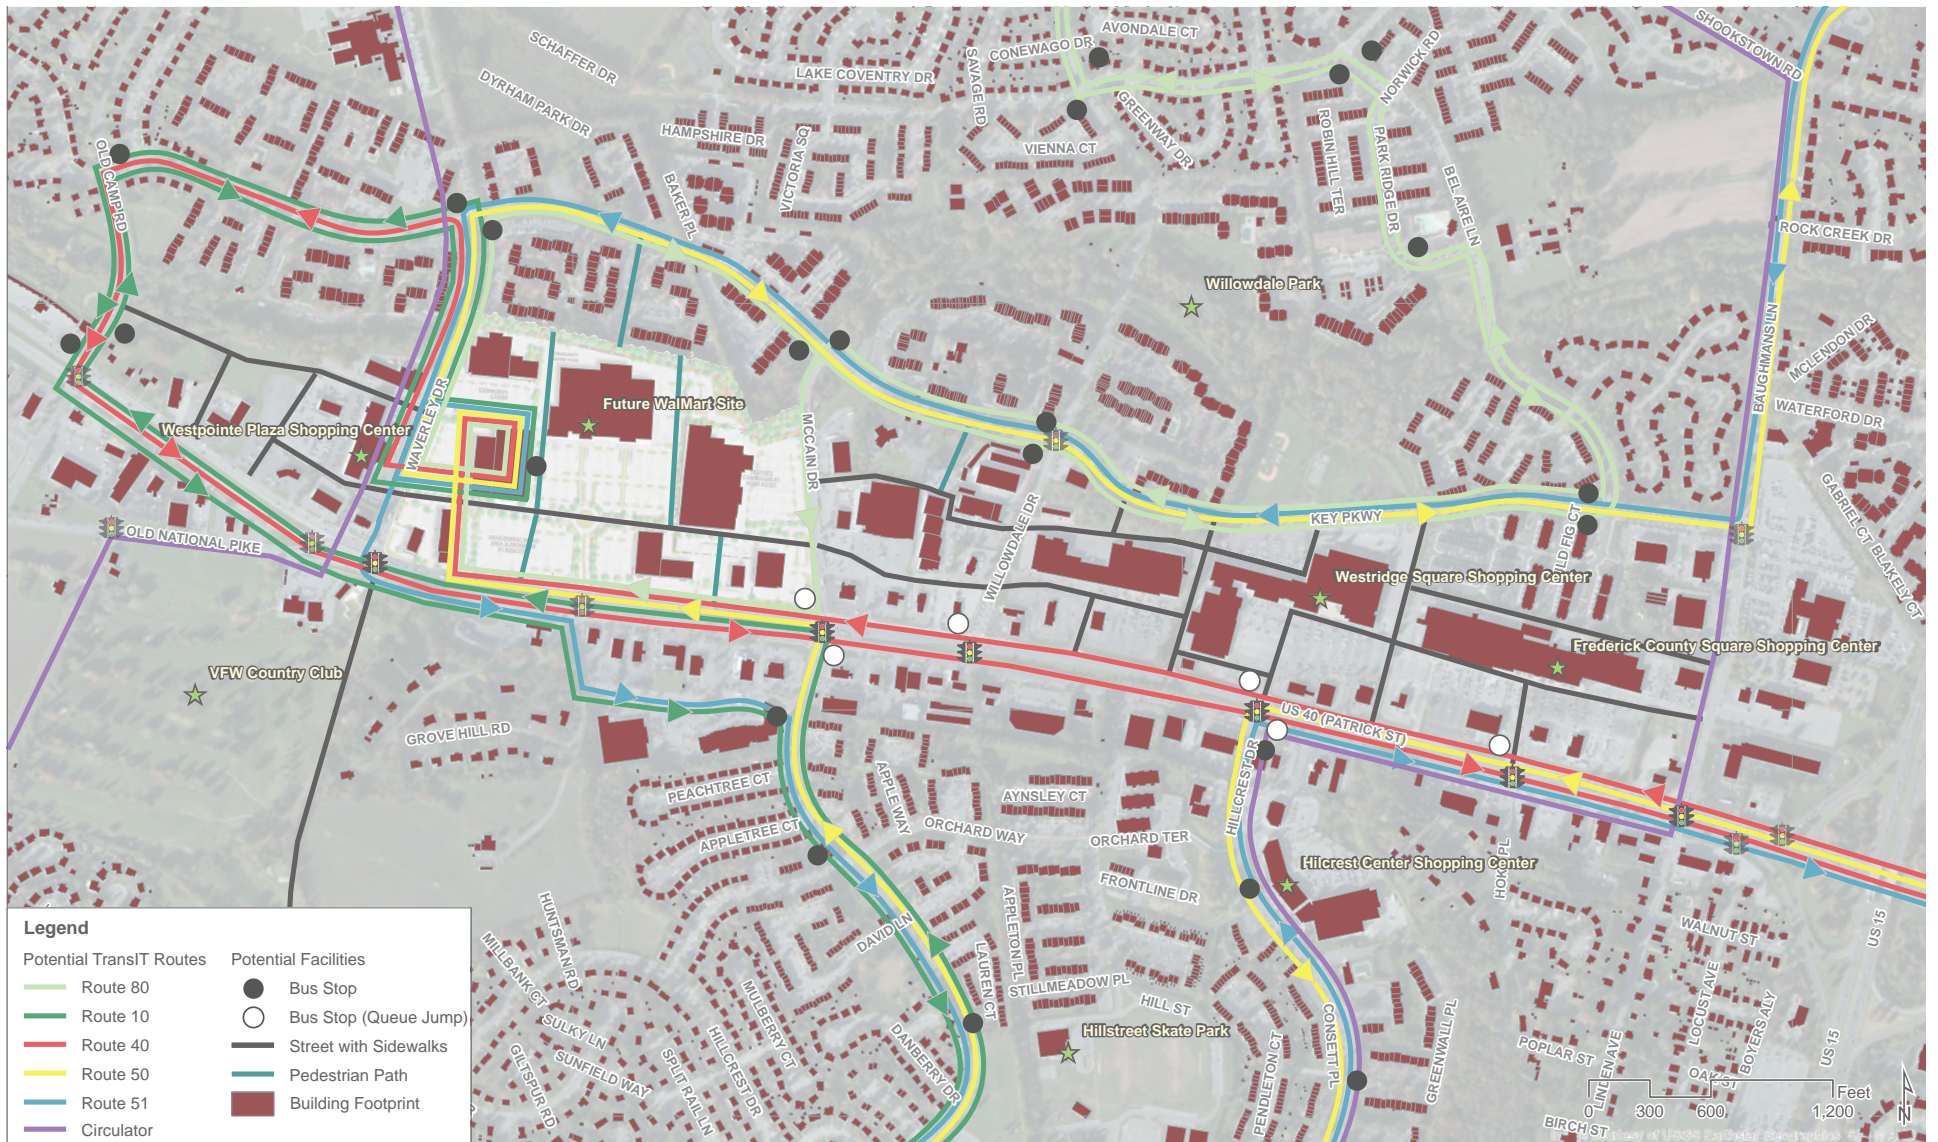 SHOOKSTOWN RD
AVONDALE CT
CONEWAGO DR
SCHAFFER DR
LAKE COVENTRY DR
SAVAGE RD
NORWICK RD
DYRHAM PARK DR
GREENWAY DR
HAMPSHIRE DR
VICTORIA SQ
VIENNA CT
ROBIN HILL TER
PARK RIDGE DR
BEL AIRE LN
OLD CAMP RD
BAKER PL
ROCK CREEK DR
Willowdale Park
BAUGHMANS LN
MCLENDON DR
WAVERLEY DR
Future WalMart Site
Westpointe Plaza Shopping Center
MCCAIN DR
WATERFORD DR
GABRIEL CT
BLAKELY CT
KEY PKWY
OLD NATIONAL PIKE
WILLOWDALE DR
Westridge Square Shopping Center
Frederick County Square Shopping Center
VFW Country Club
GROVE HILL RD
US 40 (PATRICK ST)
HILLCREST DR
PEACHTREE CT
APPLE WAY
AYNSLEY CT
APPLETREE CT
ORCHARD WAY
ORCHARD TER
Hilcrest Center Shopping Center
HOKE PL
FRONTLINE DR
APPLETON PL
HUNTSMAN RD
DAVID LN
WALNUT ST
US 15
MILLBANK CT
LAUREN CT
STILLMEADOW PL
HILL ST
MULBERRY CT
LOCUST AVE
BOYERS ALY
SULKY LN
CONSETT PL
GREENWALL PL
Hillstreet Skate Park
HILLCREST DR
DANBERRY DR
PENDLETON CT
POPLAR ST
LINDEN AVE
US 15
SUNFIELD WAY
GILTSPUR RD
SPLIT RAIL LN
BIRCH ST
Legend
Potential TransIT Routes
Route 80
Route 10
Route 40
Route 50
Route 51
Circulator
Potential Facilities
Bus Stop
Bus Stop (Queue Jump)
Street with Sidewalks
Pedestrian Path
Building Footprint
Feet
0 300 600 1,200
N